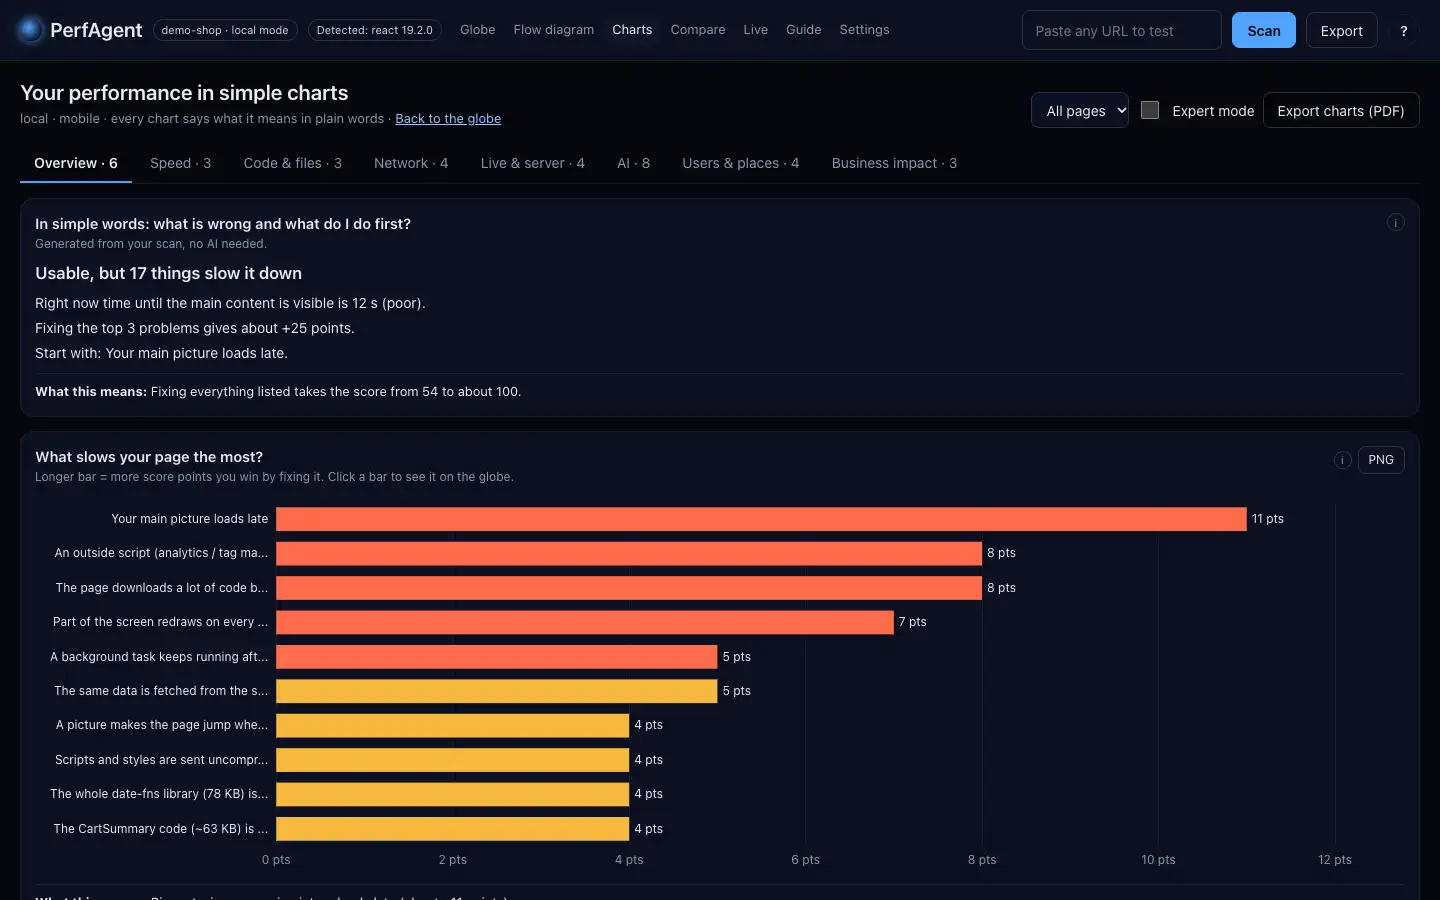 PerfAgent
demo-shop · local mode
Detected: react 19.2.0
Globe
Flow diagram
Charts
Compare
Live
Guide
Settings
Paste any URL to test
Scan
Export
?
Your performance in simple charts
local · mobile · every chart says what it means in plain words · Back to the globe
All pages
Expert mode
Export charts (PDF)
Overview · 6
Speed · 3
Code & files · 3
Network · 4
Live & server · 4
AI · 8
Users & places · 4
Business impact · 3
In simple words: what is wrong and what do I do first?
i
Generated from your scan, no AI needed.
Usable, but 17 things slow it down
Right now time until the main content is visible is 12 s (poor).
Fixing the top 3 problems gives about +25 points.
Start with: Your main picture loads late.
What this means: Fixing everything listed takes the score from 54 to about 100.
What slows your page the most?
i
PNG
Longer bar = more score points you win by fixing it. Click a bar to see it on the globe.
Your main picture loads late 11 pts
An outside script (analytics / tag ma... 8 pts
The page downloads a lot of code b... 8 pts
Part of the screen redraws on every ... 7 pts
A background task keeps running aft... 5 pts
The same data is fetched from the s... 5 pts
A picture makes the page jump whe... 4 pts
Scripts and styles are sent uncompr... 4 pts
The whole date-fns library (78 KB) is... 4 pts
The CartSummary code (~63 KB) is ... 4 pts
0 pts 2 pts 4 pts 6 pts 8 pts 10 pts 12 pts